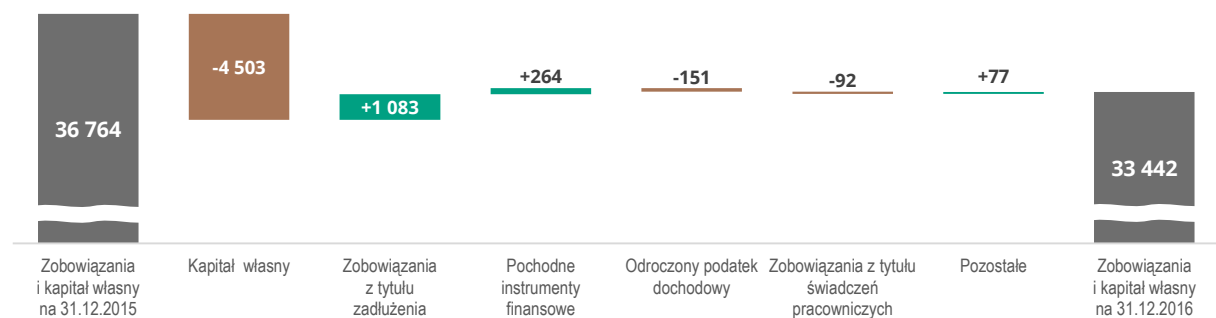 36 764
-4 503
+1 083
+264
-151
-92
+77
33 442
Zobowiązania
i kapitał własny
na 31.12.2015
Kapitał własny
Zobowiązania
z tytułu
zadłużenia
Pochodne
instrumenty
finansowe
Odroczony podatek
dochodowy
Zobowiązania z tytułu
świadczeń
pracowniczych
Pozostałe
Zobowiązania
i kapitał własny
na 31.12.2016